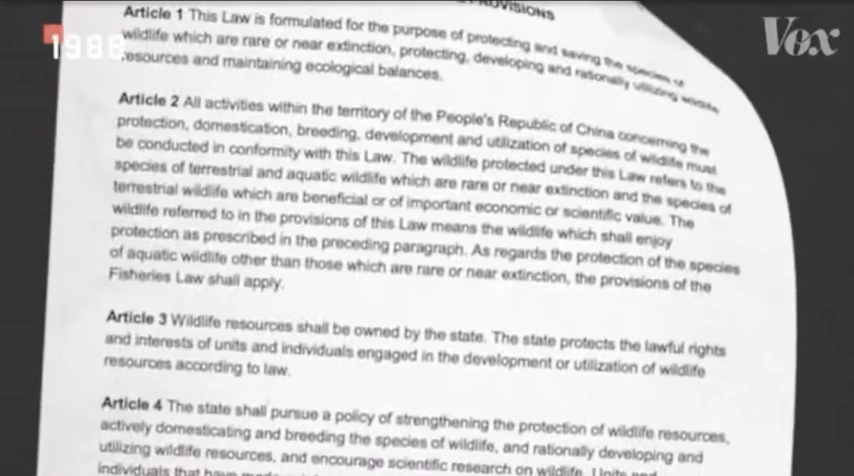 PROVISIONS
Vox
1988
Article 1 This Law is formulated for the purpose of protecting and saving the species of
wildlife which are rare or near extinction, protecting, developing and rationally utilizing wildlife
resources and maintaining ecological balances.
Article 2 All activities within the territory of the People's Republic of China concerning the
protection, domestication, breeding, development and utilization of species of wildlife must
be conducted in conformity with this Law. The wildlife protected under this Law refers to the
species of terrestrial and aquatic wildlife which are rare or near extinction and the species of
terrestrial wildlife which are beneficial or of important economic or scientific value. The
wildlife referred to in the provisions of this Law means the wildlife which shall enjoy
protection as prescribed in the preceding paragraph. As regards the protection of the species
of aquatic wildlife other than those which are rare or near extinction, the provisions of the
Fisheries Law shall apply.
Article 3 Wildlife resources shall be owned by the state. The state protects the lawful rights
and interests of units and individuals engaged in the development or utilization of wildlife
resources according to law.
Article 4 The state shall pursue a policy of strengthening the protection of wildlife resources,
actively domesticating and breeding the species of wildlife, and rationally developing and
utilizing wildlife resources, and encourage scientific research on wildlife. Units and
individuals that have